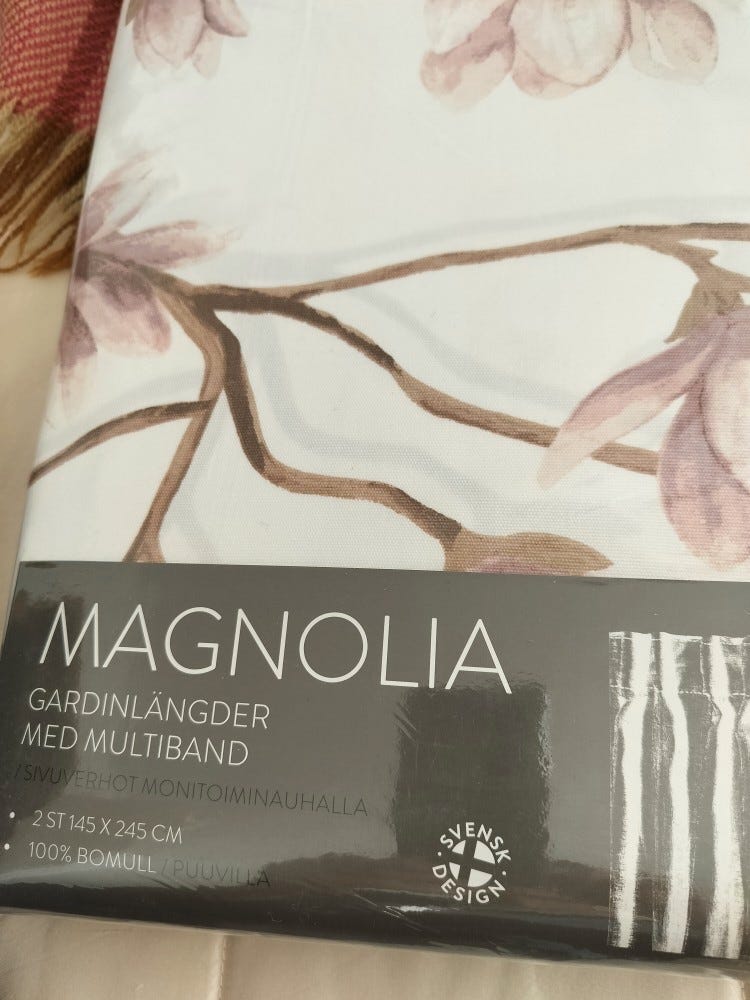 MAGNOLIA
GARDINLÄNGDER
MED MULTIBAND
/ SIVUVERHOT MONITOIMINAUHALLA
• 2 ST 145 X 245 CM
• 100% BOMULL / PUUVILLA
SVENSK
· DESIGN ·